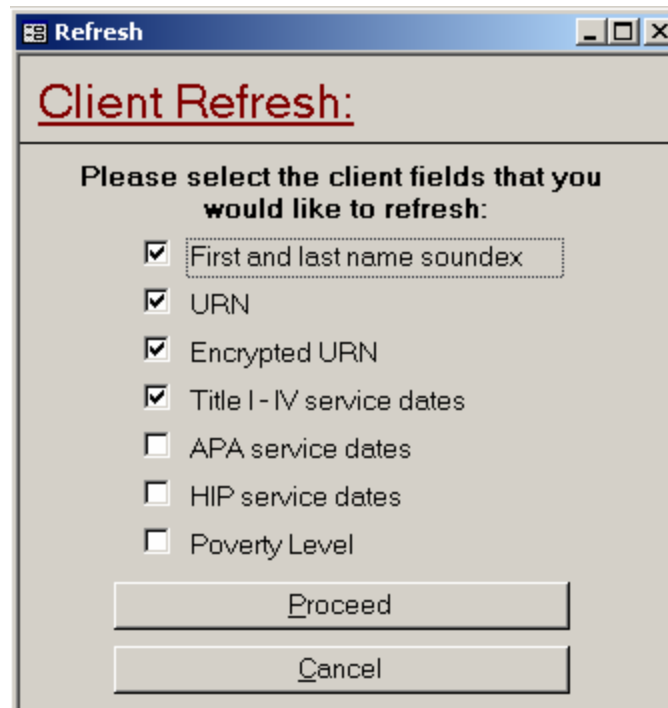 Refresh
Client Refresh:
Please select the client fields that you
would like to refresh:
First and last name soundex
URN
Encrypted URN
Title I - IV service dates
APA service dates
HIP service dates
Poverty Level
Proceed
Cancel